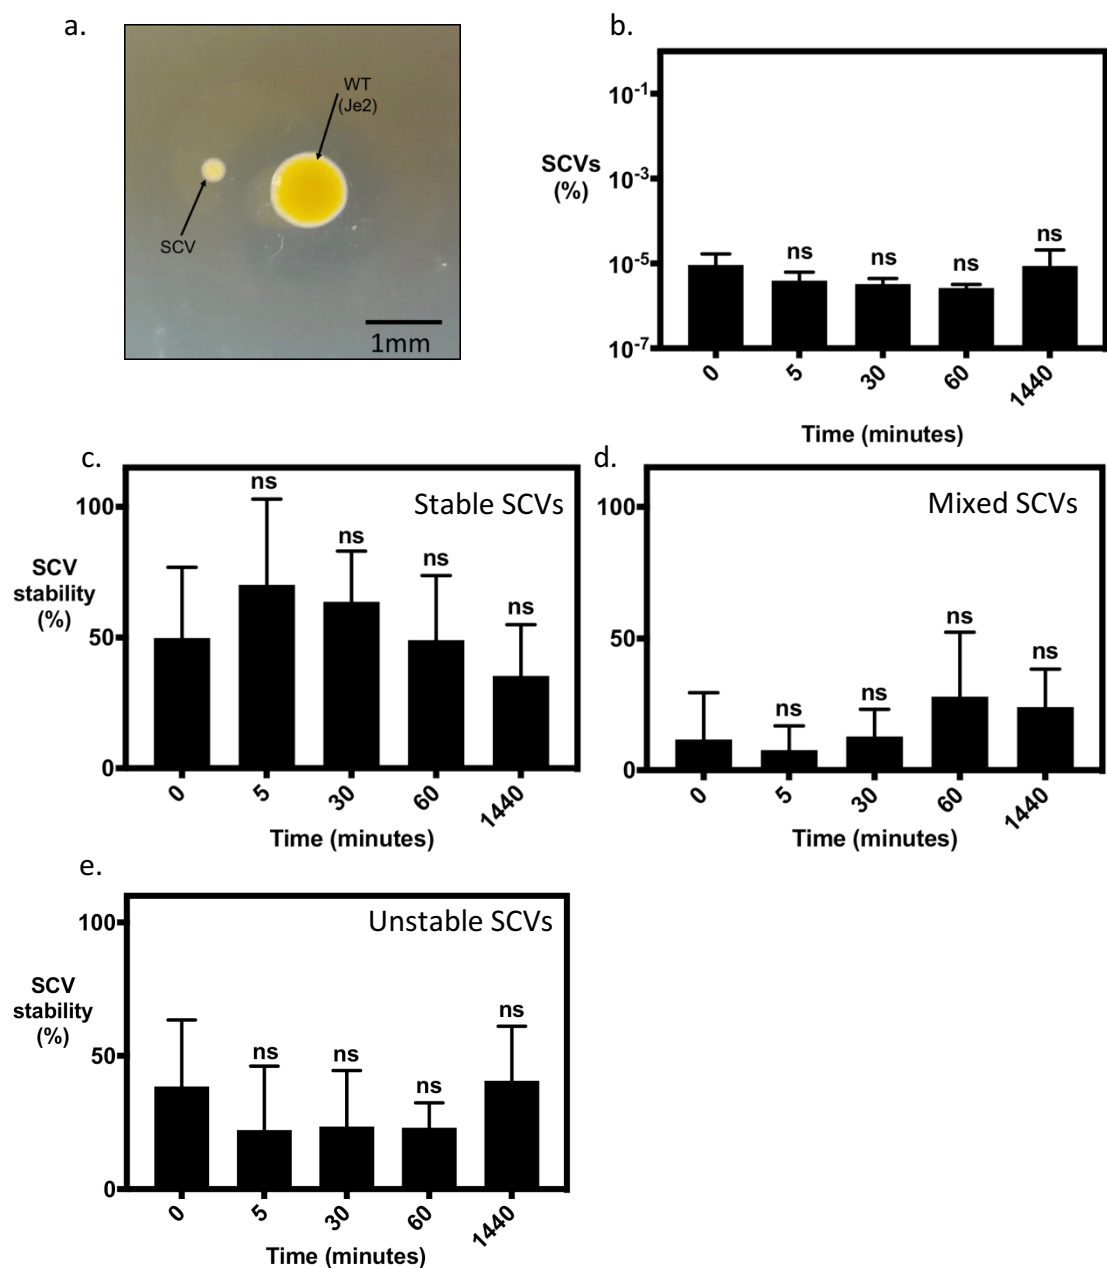 a.
WT
(Je2)
SCV
1mm
b.
SCVs
(%)
10-1
10-3
10-5
10-7
ns
ns
ns
ns
0
5
30
60
1440
Time (minutes)
c.
Stable SCVs
SCV
stability
(%)
100
50
0
ns
ns
ns
ns
0
5
30
60
1440
Time (minutes)
d.
Mixed SCVs
100
50
0
ns
ns
ns
ns
0
5
30
60
1440
Time (minutes)
e.
Unstable SCVs
SCV
stability
(%)
100
50
0
ns
ns
ns
ns
0
5
30
60
1440
Time (minutes)